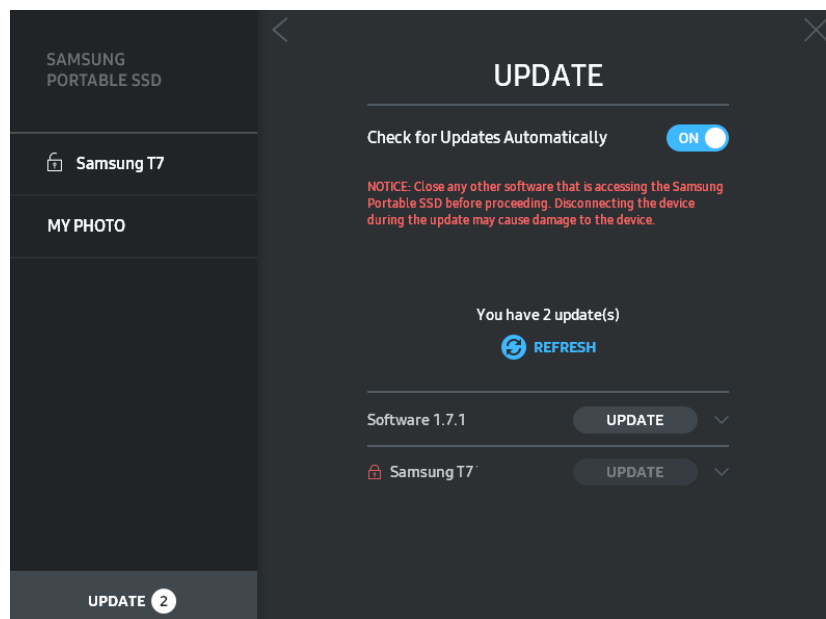 SAMSUNG
PORTABLE SSD
Samsung T7
MY PHOTO
UPDATE 2
UPDATE
Check for Updates Automatically ON
NOTICE: Close any other software that is accessing the Samsung
Portable SSD before proceeding. Disconnecting the device
during the update may cause damage to the device.
You have 2 update(s)
REFRESH
Software 1.7.1 UPDATE
Samsung T7 UPDATE